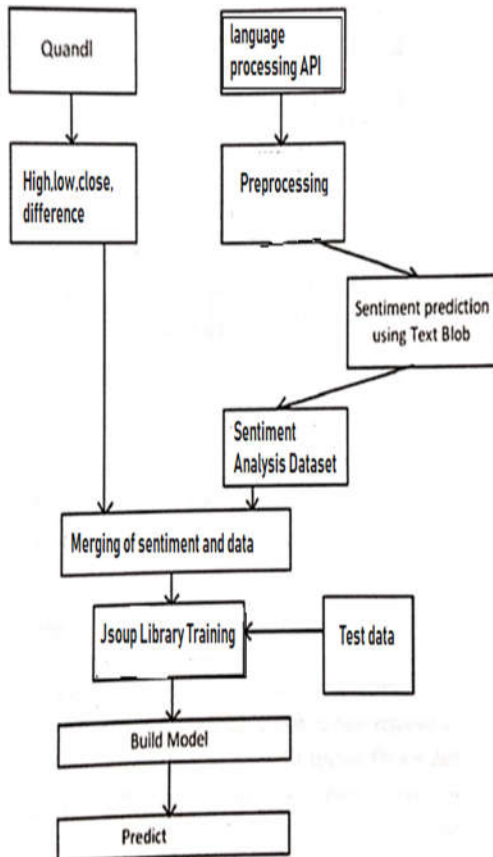 Quandl
language
processing API
High,low,close,
difference
Preprocessing
Sentiment prediction
using Text Blob
Sentiment
Analysis Dataset
Merging of sentiment and data
Jsoup Library Training
Test data
Build Model
Predict